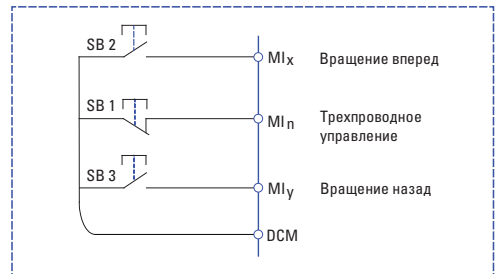 SB 2
MIx Вращение вперед
SB 1
MIn Трехпроводное
управление
SB 3
MIy Вращение назад
DCM